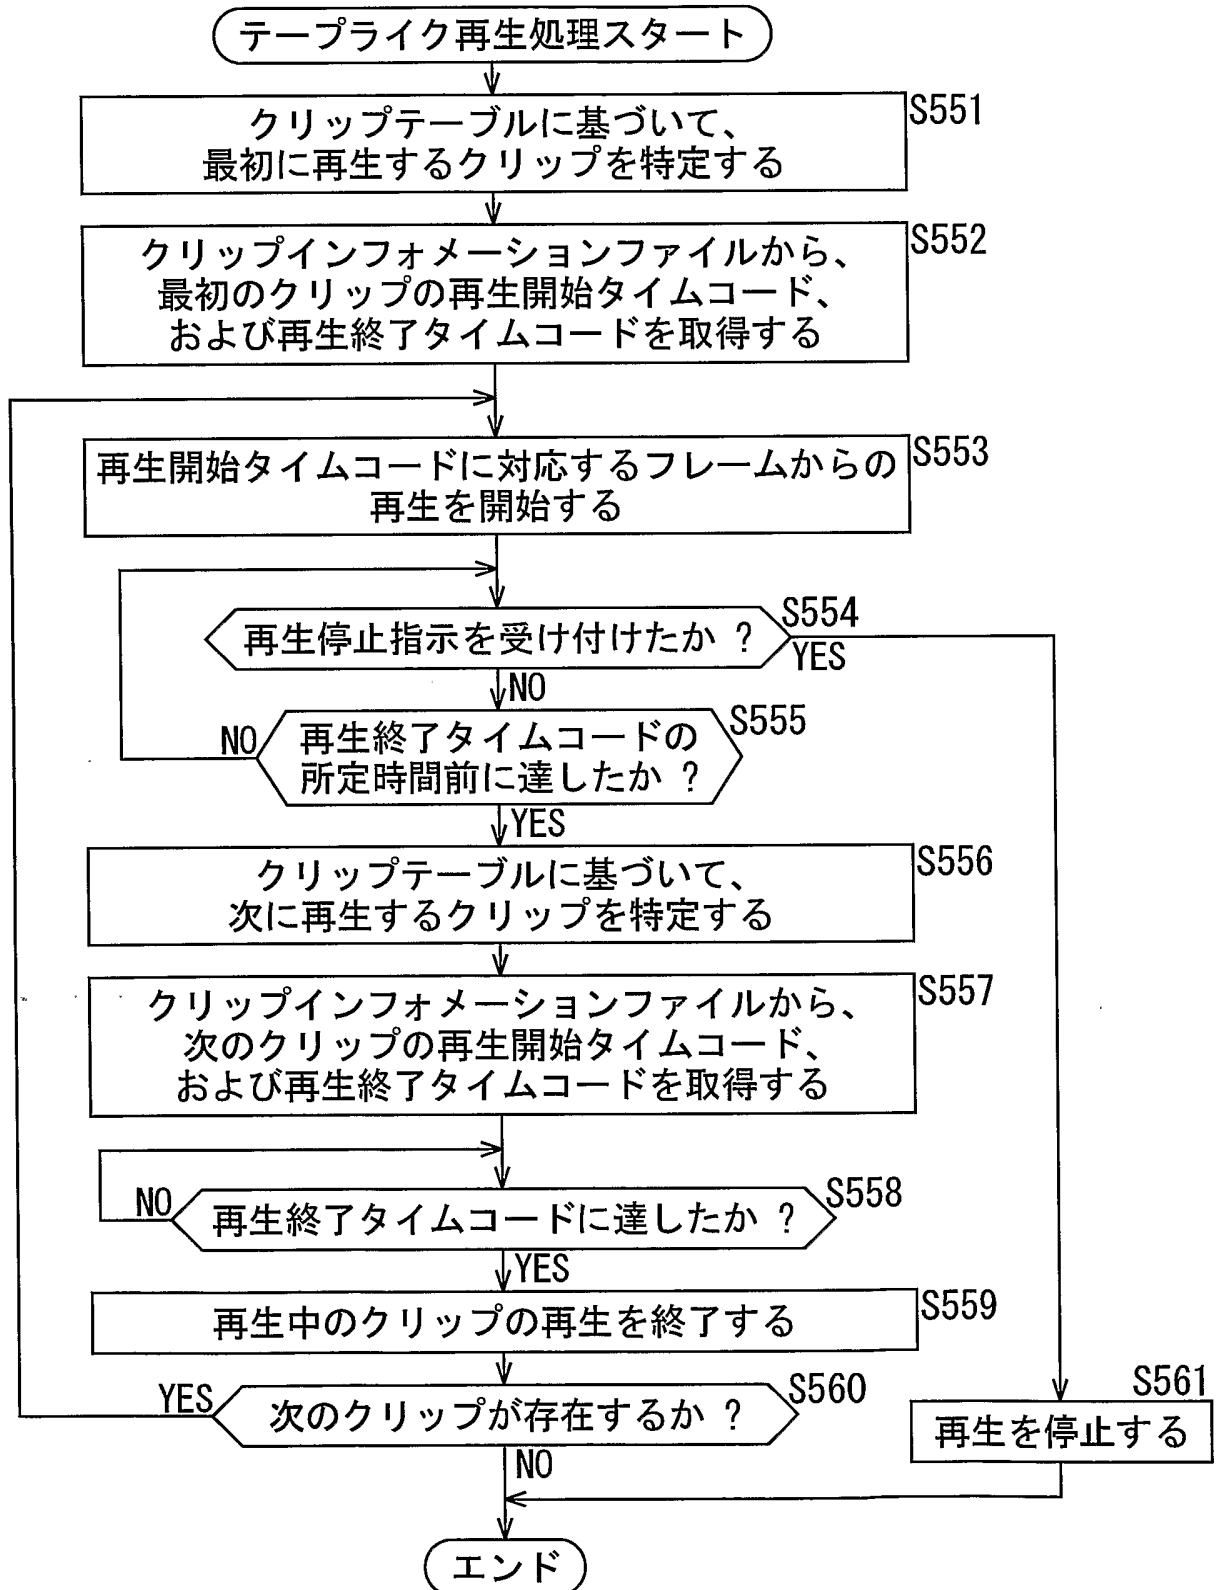 テープライク再生処理スタート
S551
クリップテーブルに基づいて、
最初に再生するクリップを特定する
S552
クリップインフォメーションファイルから、
最初のクリップの再生開始タイムコード、
および再生終了タイムコードを取得する
S553
再生開始タイムコードに対応するフレームからの
再生を開始する
S554
再生停止指示を受け付けたか ?
YES
NO
S555
再生終了タイムコードの
所定時間前に達したか ?
NO
YES
S556
クリップテーブルに基づいて、
次に再生するクリップを特定する
S557
クリップインフォメーションファイルから、
次のクリップの再生開始タイムコード、
および再生終了タイムコードを取得する
S558
再生終了タイムコードに達したか ?
NO
YES
S559
再生中のクリップの再生を終了する
S560
次のクリップが存在するか ?
YES
NO
S561
再生を停止する
エンド